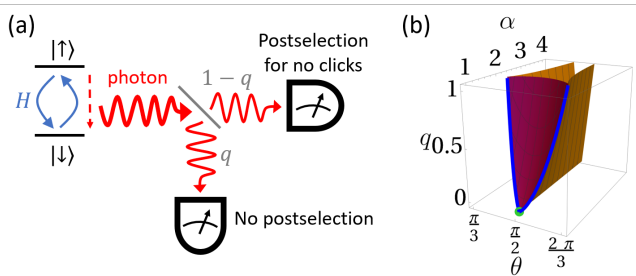 (a)
|↑⟩
H
|↓⟩
photon
1 − q
q
Postselection
for no clicks
No postselection
(b)
α
1 2 3 4
1
q 0.5
0
π/3
π/2
2 π/3
θ